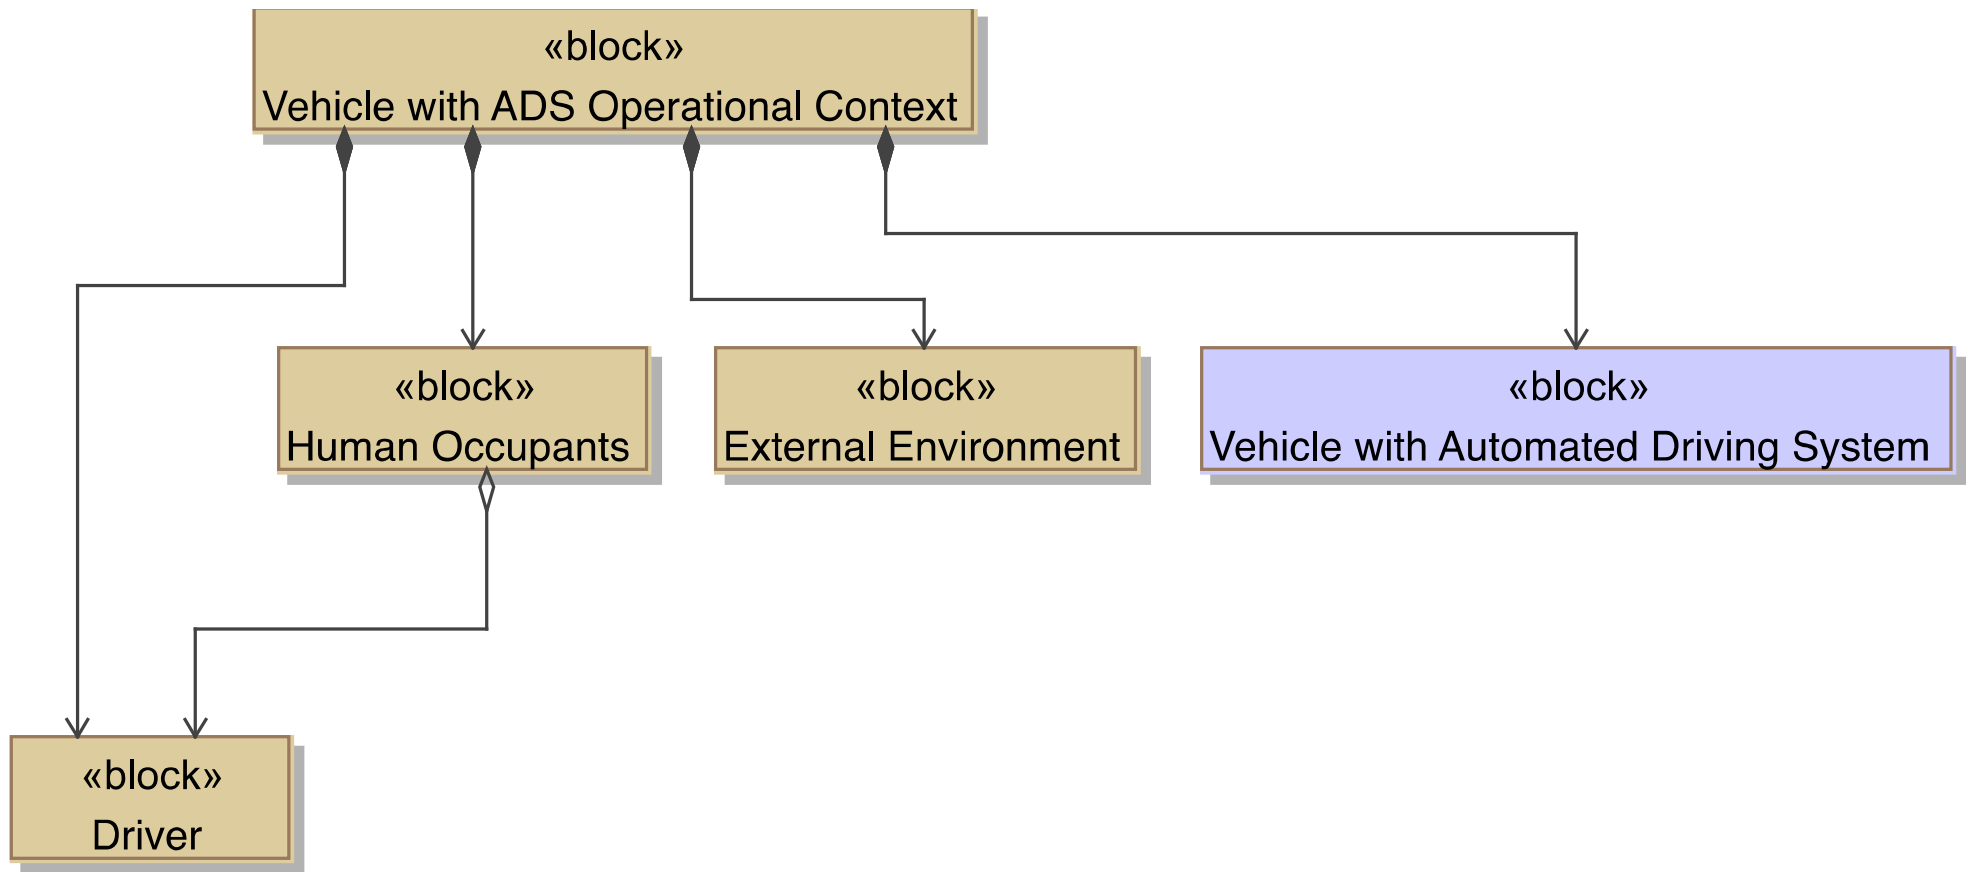 «block»
Vehicle with ADS Operational Context
«block»
Human Occupants
«block»
External Environment
«block»
Vehicle with Automated Driving System
«block»
Driver